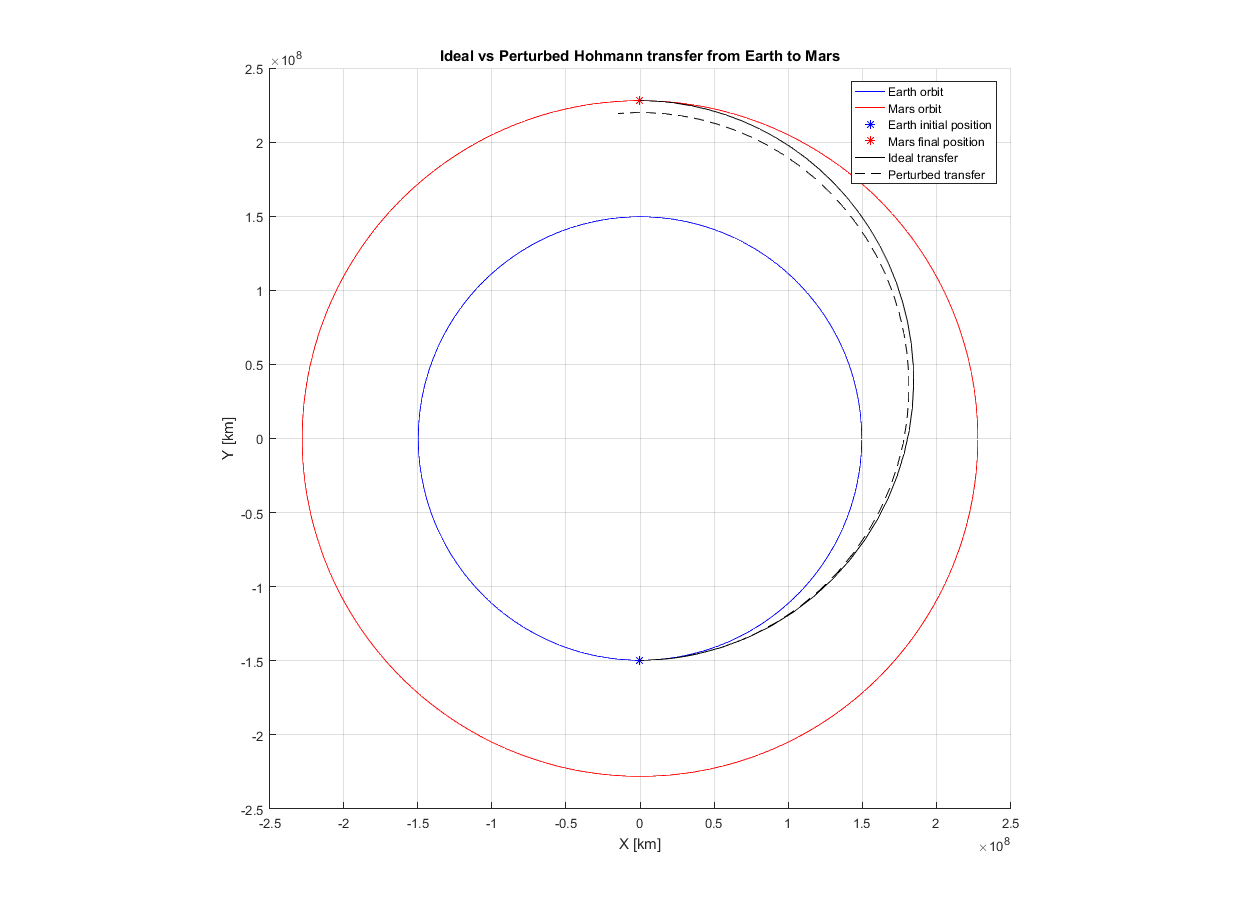 Ideal vs Perturbed Hohmann transfer from Earth to Mars
×10^8
2.5
2
1.5
1
0.5
0
-0.5
-1
-1.5
-2
-2.5
Y [km]
Earth orbit
Mars orbit
Earth initial position
Mars final position
Ideal transfer
Perturbed transfer
-2.5 -2 -1.5 -1 -0.5 0 0.5 1 1.5 2 2.5
X [km]
×10^8